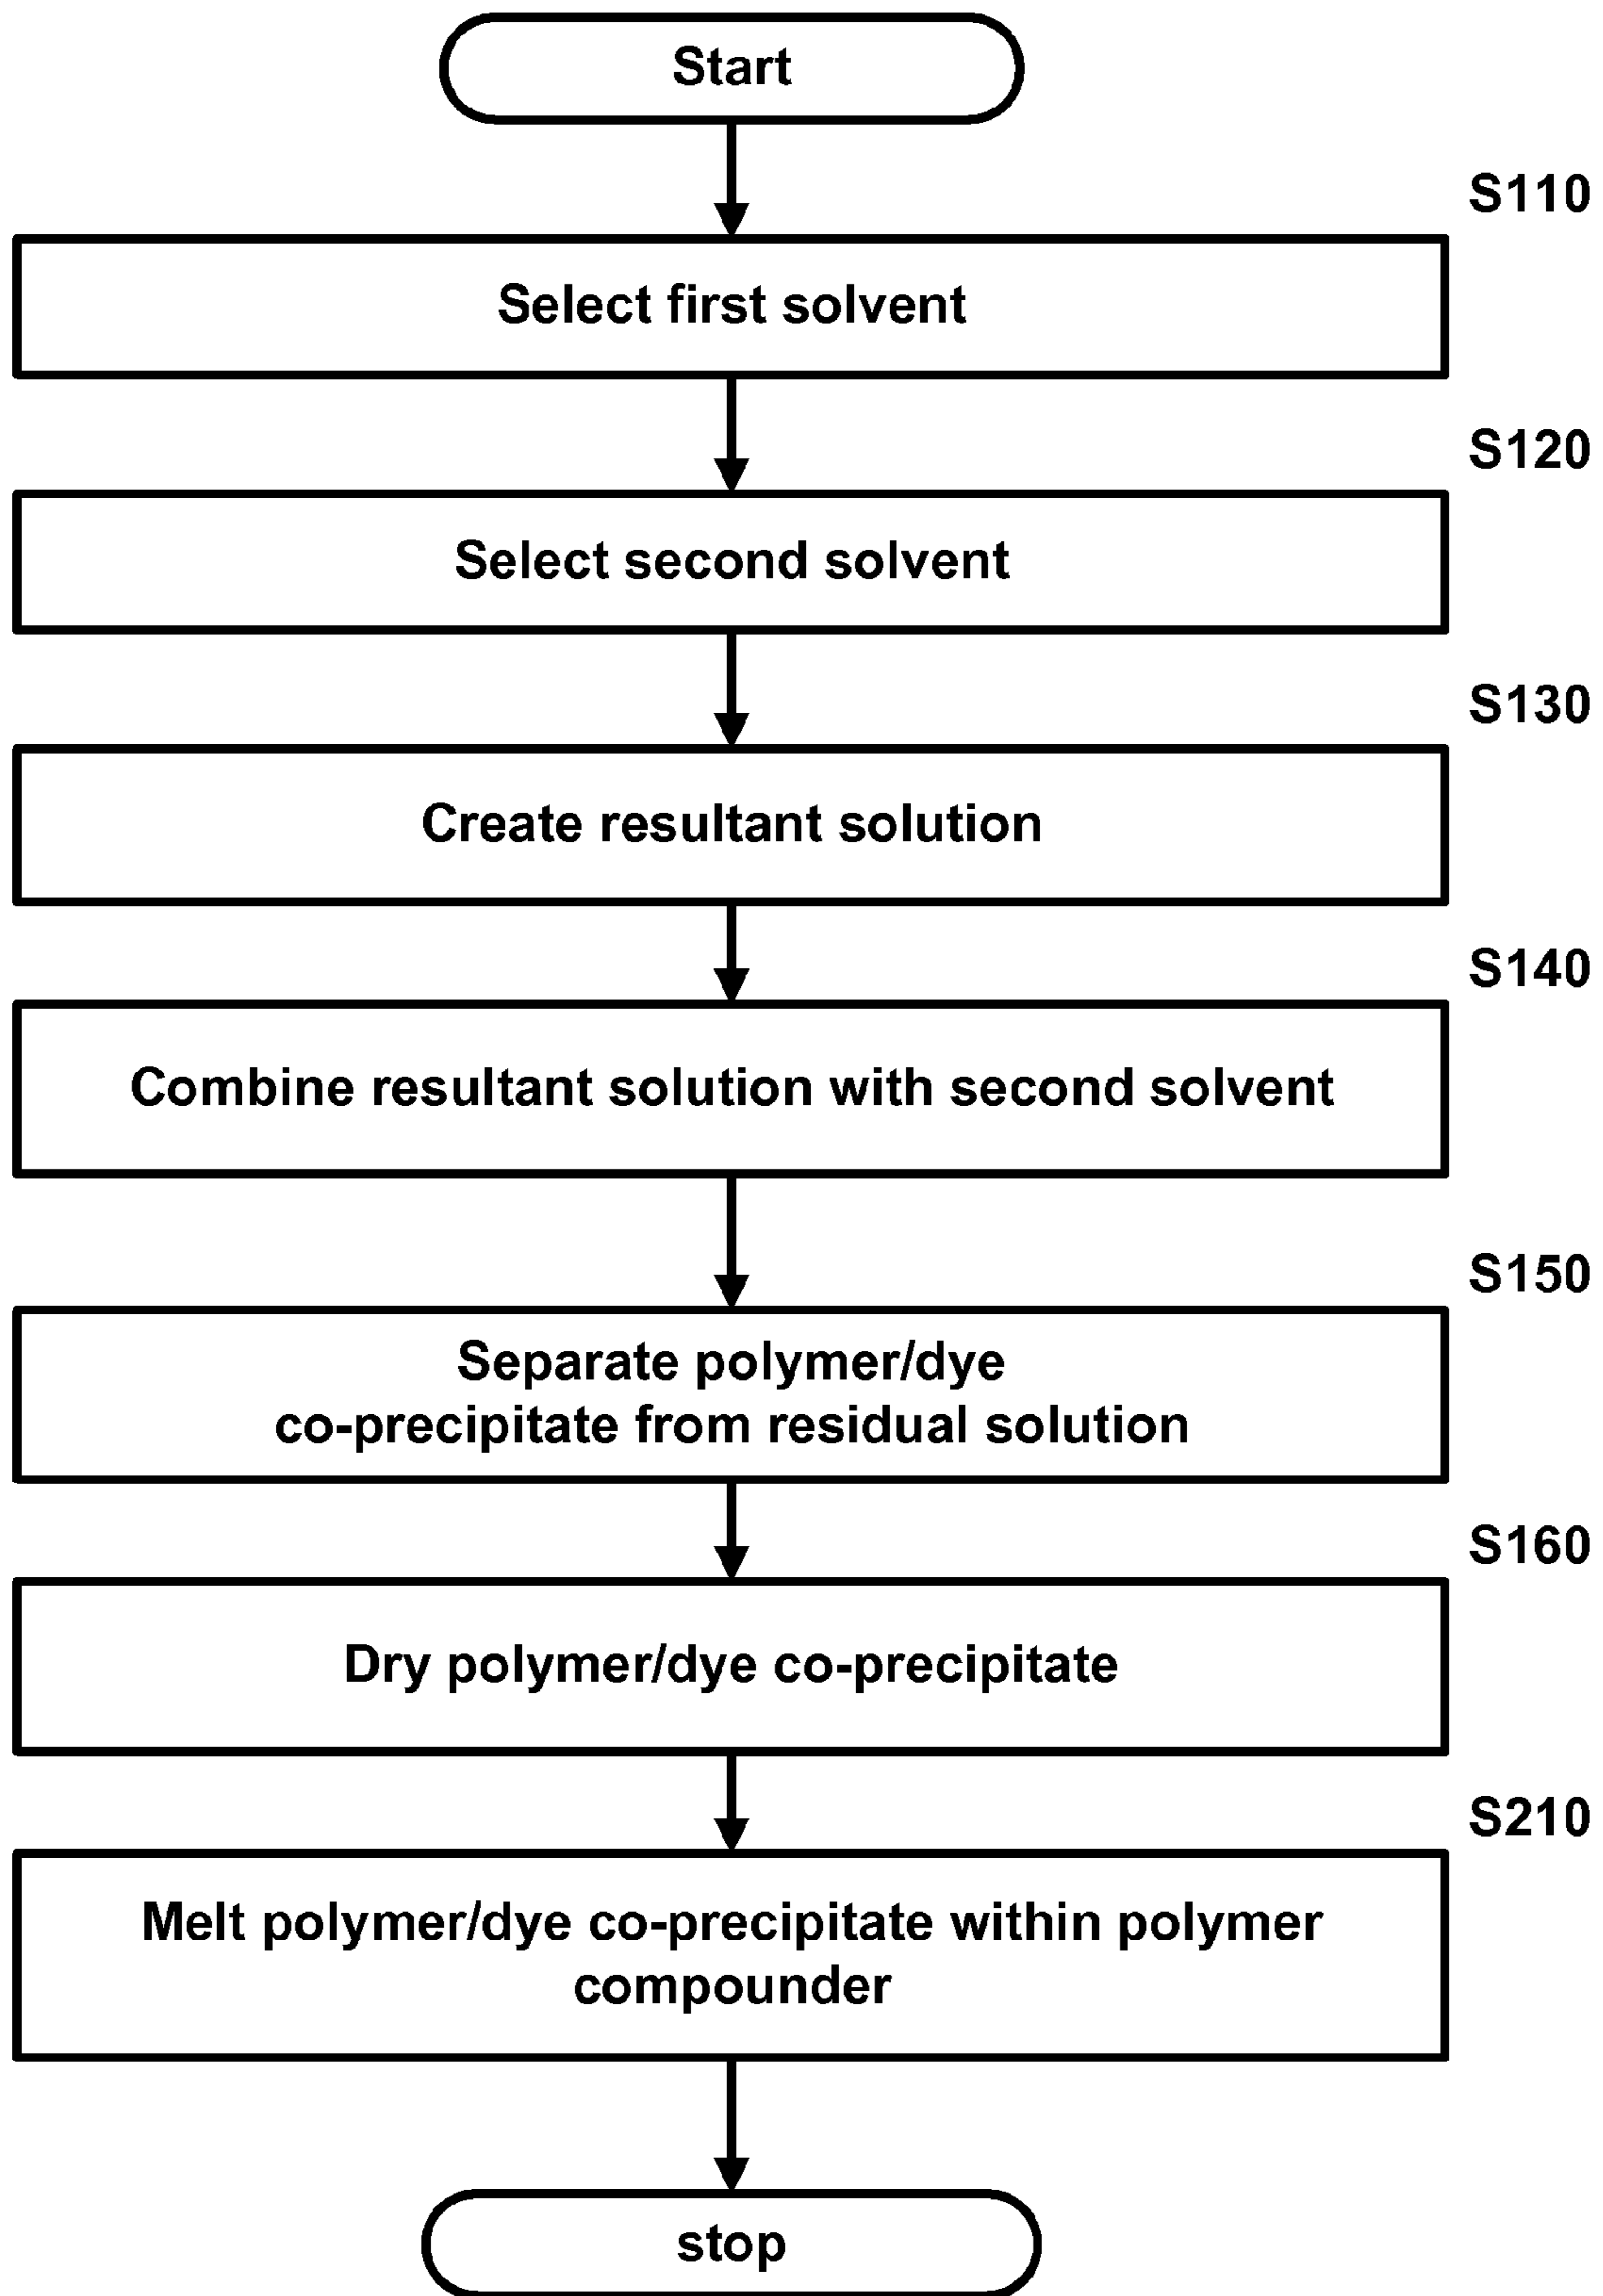 Start
S110
Select first solvent
S120
Select second solvent
S130
Create resultant solution
S140
Combine resultant solution with second solvent
S150
Separate polymer/dye
co-precipitate from residual solution
S160
Dry polymer/dye co-precipitate
S210
Melt polymer/dye co-precipitate within polymer
compounder
stop